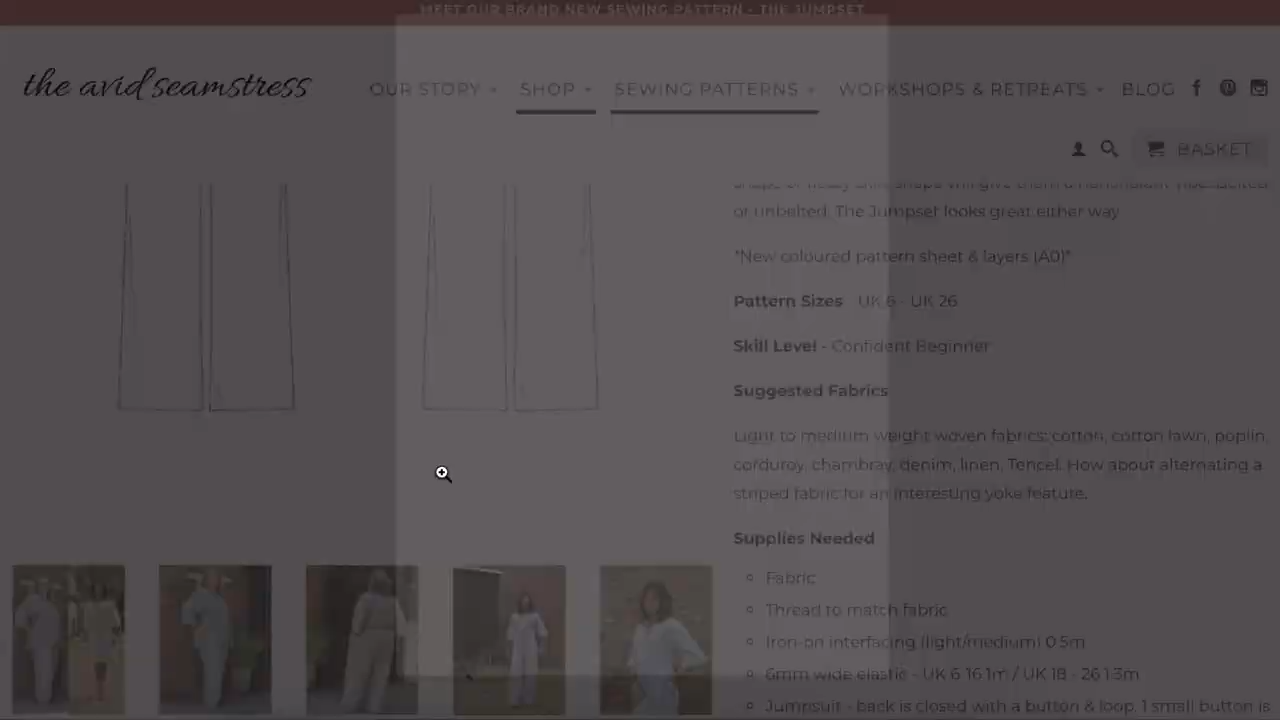 MEET OUR BRAND NEW SEWING PATTERN - THE JUMPSET
the avid seamstress
OUR STORY SHOP SEWING PATTERNS WORKSHOPS & RETREATS BLOG
BASKET
or unbelted. The Jumpset looks great either way
"New coloured pattern sheet & layers (A0)"
Pattern Sizes - UK 6 - UK 26
Skill Level - Confident Beginner
Suggested Fabrics
Light to medium weight woven fabrics: cotton, cotton lawn, poplin,
corduroy, chambray, denim, linen, Tencel. How about alternating a
striped fabric for an interesting yoke feature.
Supplies Needed
Fabric
Thread to match fabric
Iron-on interfacing (light/medium) 0.5m
6mm wide elastic - UK 6-16 1m / UK 18 - 26 1.3m
Jumpsuit - back is closed with a button & loop, 1 small button is